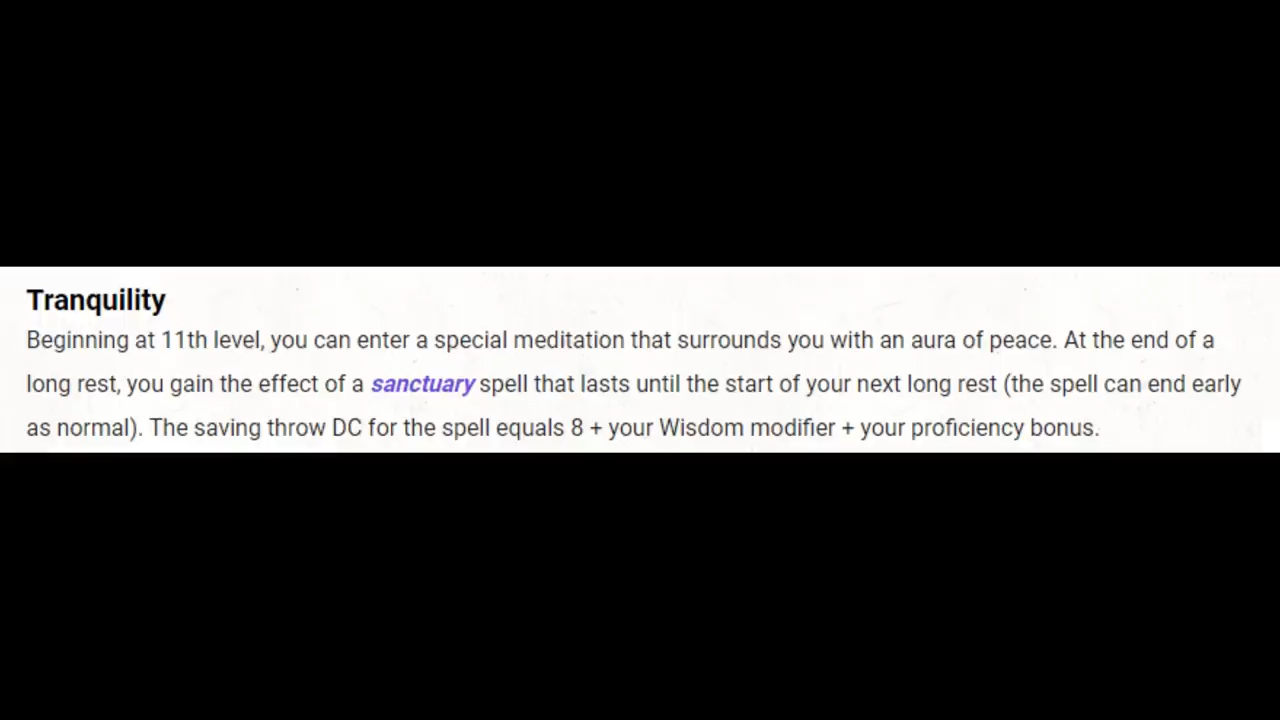 Tranquility
Beginning at 11th level, you can enter a special meditation that surrounds you with an aura of peace. At the end of a
long rest, you gain the effect of a sanctuary spell that lasts until the start of your next long rest (the spell can end early
as normal). The saving throw DC for the spell equals 8 + your Wisdom modifier + your proficiency bonus.